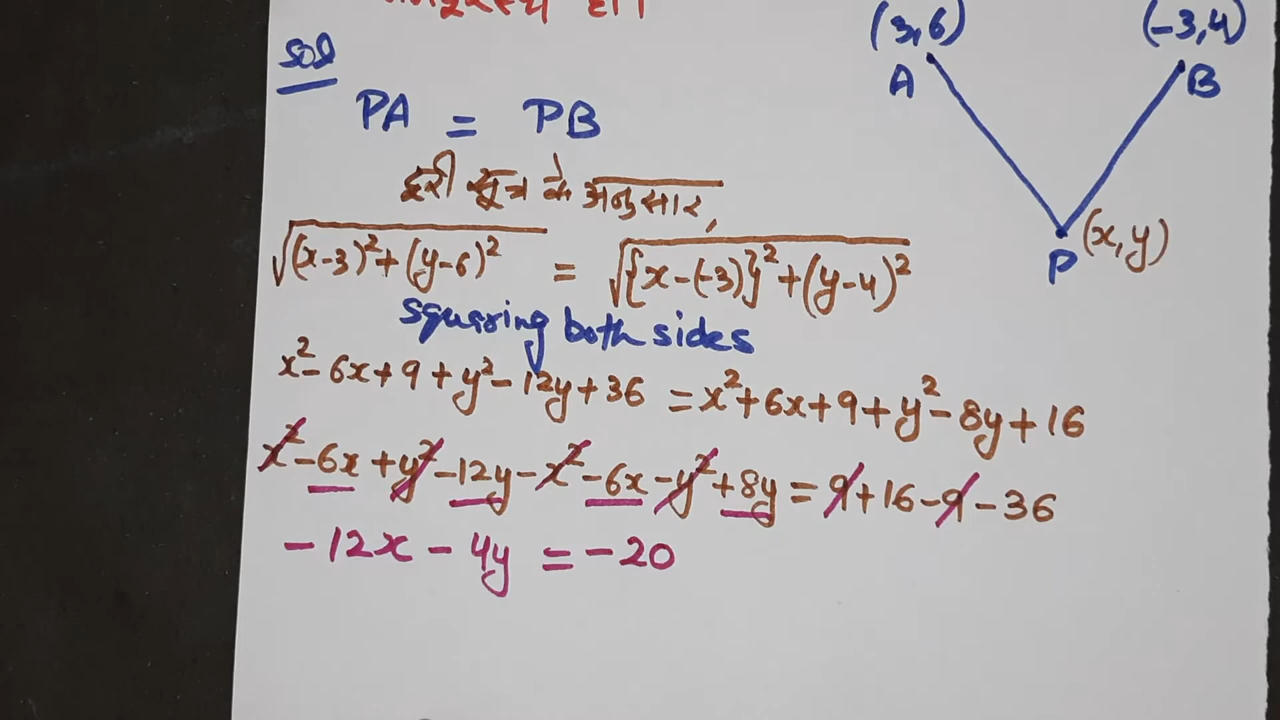 हो।
Sol
(3,6)
(-3,4)
A
B
PA = PB
दूरी सूत्र के अनुसार,
√(x-3)²+(y-6)² = √{x-(-3)}²+(y-4)²
P
(x,y)
squaring both sides
x²-6x+9+y²-12y+36 = x²+6x+9+y²-8y+16
x²-6x+y²-12y-x²-6x-y²+8y = 9+16-9-36
-12x-4y = -20